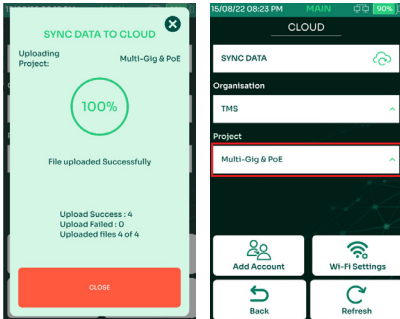 SYNC DATA TO CLOUD
Uploading
Project:
Multi-Gig & PoE
100%
File uploaded Successfully
Upload Success : 4
Upload Failed : 0
Uploaded files 4 of 4
CLOSE
15/08/22 08:23 PM MAIN 90%
CLOUD
SYNC DATA
Organisation
TMS
Project
Multi-Gig & PoE
Add Account
Wi-Fi Settings
Back
Refresh